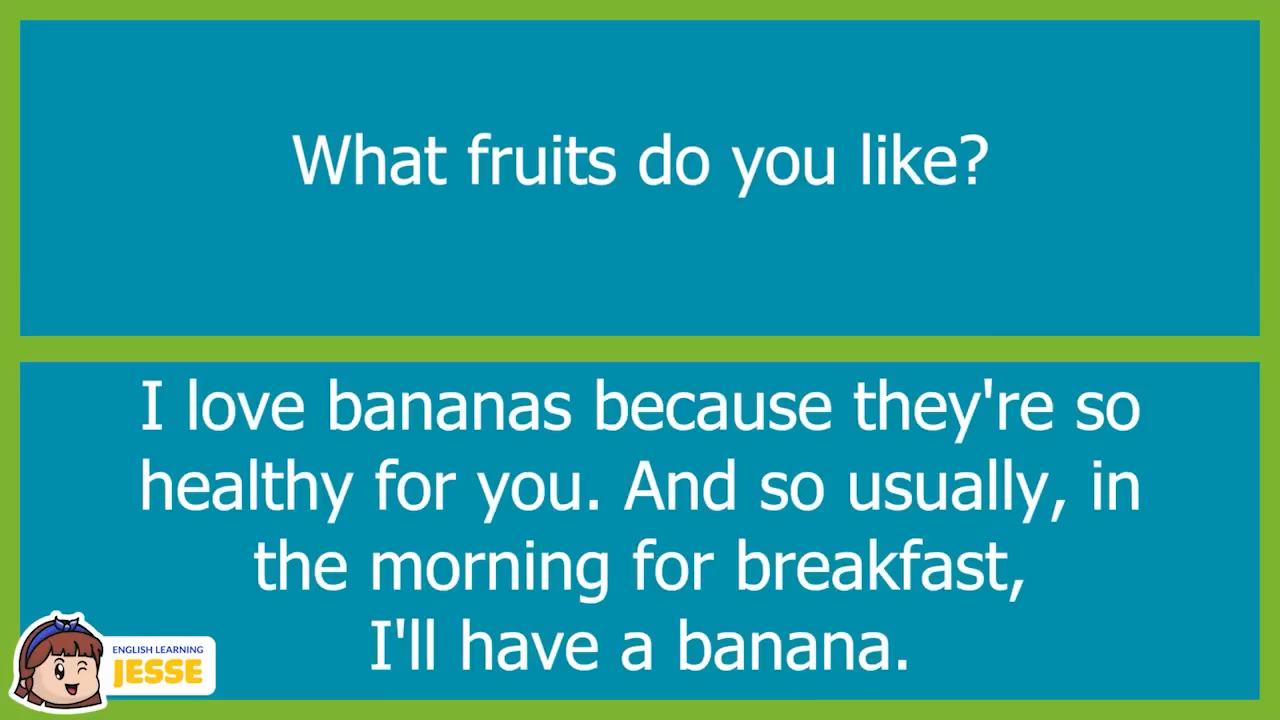 What fruits do you like?
I love bananas because they're so
healthy for you. And so usually, in
the morning for breakfast,
I'll have a banana.
ENGLISH LEARNING
JESSE